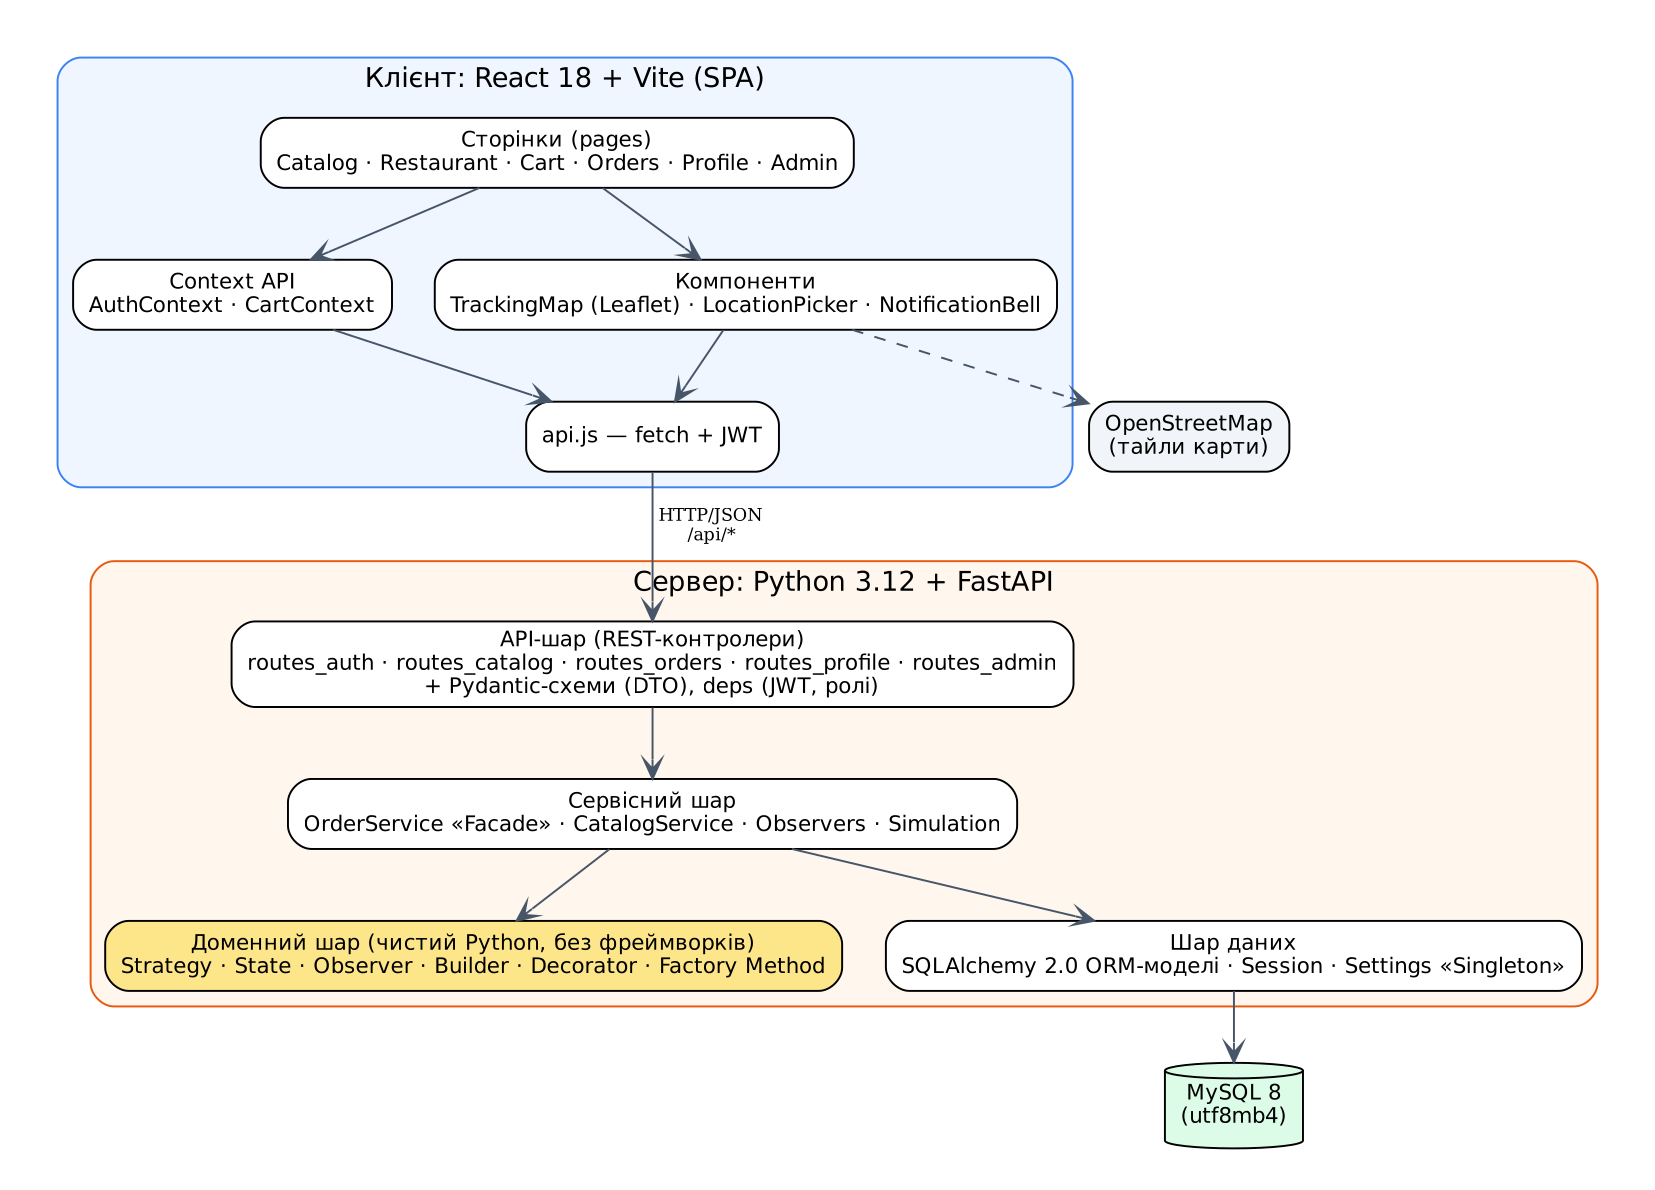 Клієнт: React 18 + Vite (SPA)
Сторінки (pages)
Catalog · Restaurant · Cart · Orders · Profile · Admin
Context API
AuthContext · CartContext
Компоненти
TrackingMap (Leaflet) · LocationPicker · NotificationBell
api.js — fetch + JWT
OpenStreetMap
(тайли карти)
HTTP/JSON
/api/*
Сервер: Python 3.12 + FastAPI
API-шар (REST-контролери)
routes_auth · routes_catalog · routes_orders · routes_profile · routes_admin
+ Pydantic-схеми (DTO), deps (JWT, ролі)
Сервісний шар
OrderService «Facade» · CatalogService · Observers · Simulation
Доменний шар (чистий Python, без фреймворків)
Strategy · State · Observer · Builder · Decorator · Factory Method
Шар даних
SQLAlchemy 2.0 ORM-моделі · Session · Settings «Singleton»
MySQL 8
(utf8mb4)